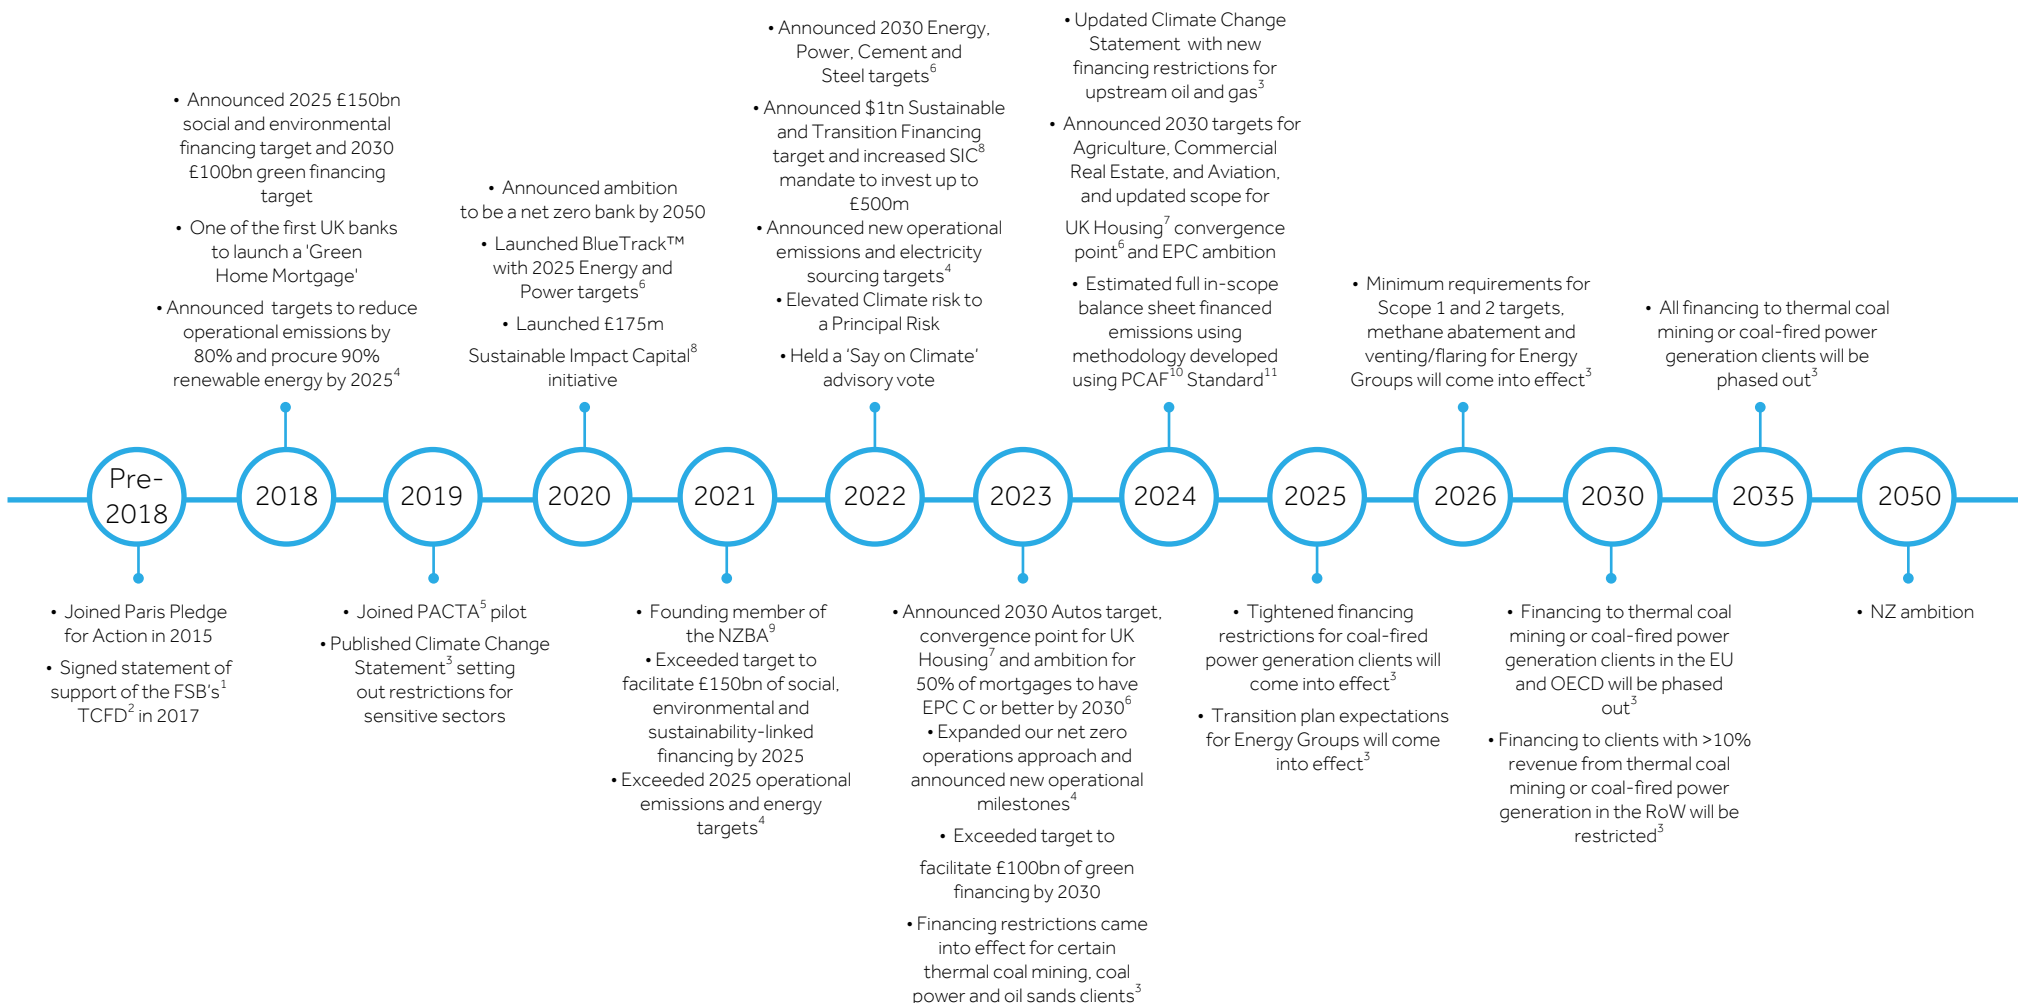 • Announced 2025 £150bn
social and environmental
financing target and 2030
£100bn green financing
target
• One of the first UK banks
to launch a 'Green
Home Mortgage'
• Announced targets to reduce
operational emissions by
80% and procure 90%
renewable energy by 2025⁴
• Announced ambition
to be a net zero bank by 2050
• Launched BlueTrack™
with 2025 Energy and
Power targets⁶
• Launched £175m
Sustainable Impact Capital⁸
initiative
• Announced 2030 Energy,
Power, Cement and
Steel targets⁶
• Announced $1tn Sustainable
and Transition Financing
target and increased SIC⁸
mandate to invest up to
£500m
• Announced new operational
emissions and electricity
sourcing targets⁴
• Elevated Climate risk to
a Principal Risk
• Held a ‘Say on Climate’
advisory vote
• Updated Climate Change
Statement with new
financing restrictions for
upstream oil and gas³
• Announced 2030 targets for
Agriculture, Commercial
Real Estate, and Aviation,
and updated scope for
UK Housing⁷ convergence
point⁶ and EPC ambition
• Estimated full in-scope
balance sheet financed
emissions using
methodology developed
using PCAF¹⁰ Standard¹¹
• Minimum requirements for
Scope 1 and 2 targets,
methane abatement and
venting/flaring for Energy
Groups will come into effect³
• All financing to thermal coal
mining or coal-fired power
generation clients will be
phased out³
Pre-
2018
2018
2019
2020
2021
2022
2023
2024
2025
2026
2030
2035
2050
• Joined Paris Pledge
for Action in 2015
• Signed statement of
support of the FSB’s¹
TCFD² in 2017
• Joined PACTA⁵ pilot
• Published Climate Change
Statement³ setting
out restrictions for
sensitive sectors
• Founding member of
the NZBA⁹
• Exceeded target to
facilitate £150bn of social,
environmental and
sustainability-linked
financing by 2025
• Exceeded 2025 operational
emissions and energy
targets⁴
• Announced 2030 Autos target,
convergence point for UK
Housing⁷ and ambition for
50% of mortgages to have
EPC C or better by 2030⁶
• Expanded our net zero
operations approach and
announced new operational
milestones⁴
• Exceeded target to
facilitate £100bn of green
financing by 2030
• Financing restrictions came
into effect for certain
thermal coal mining, coal
power and oil sands clients³
• Tightened financing
restrictions for coal-fired
power generation clients will
come into effect³
• Transition plan expectations
for Energy Groups will come
into effect³
• Financing to thermal coal
mining or coal-fired power
generation clients in the EU
and OECD will be phased
out³
• Financing to clients with >10%
revenue from thermal coal
mining or coal-fired power
generation in the RoW will be
restricted³
• NZ ambition